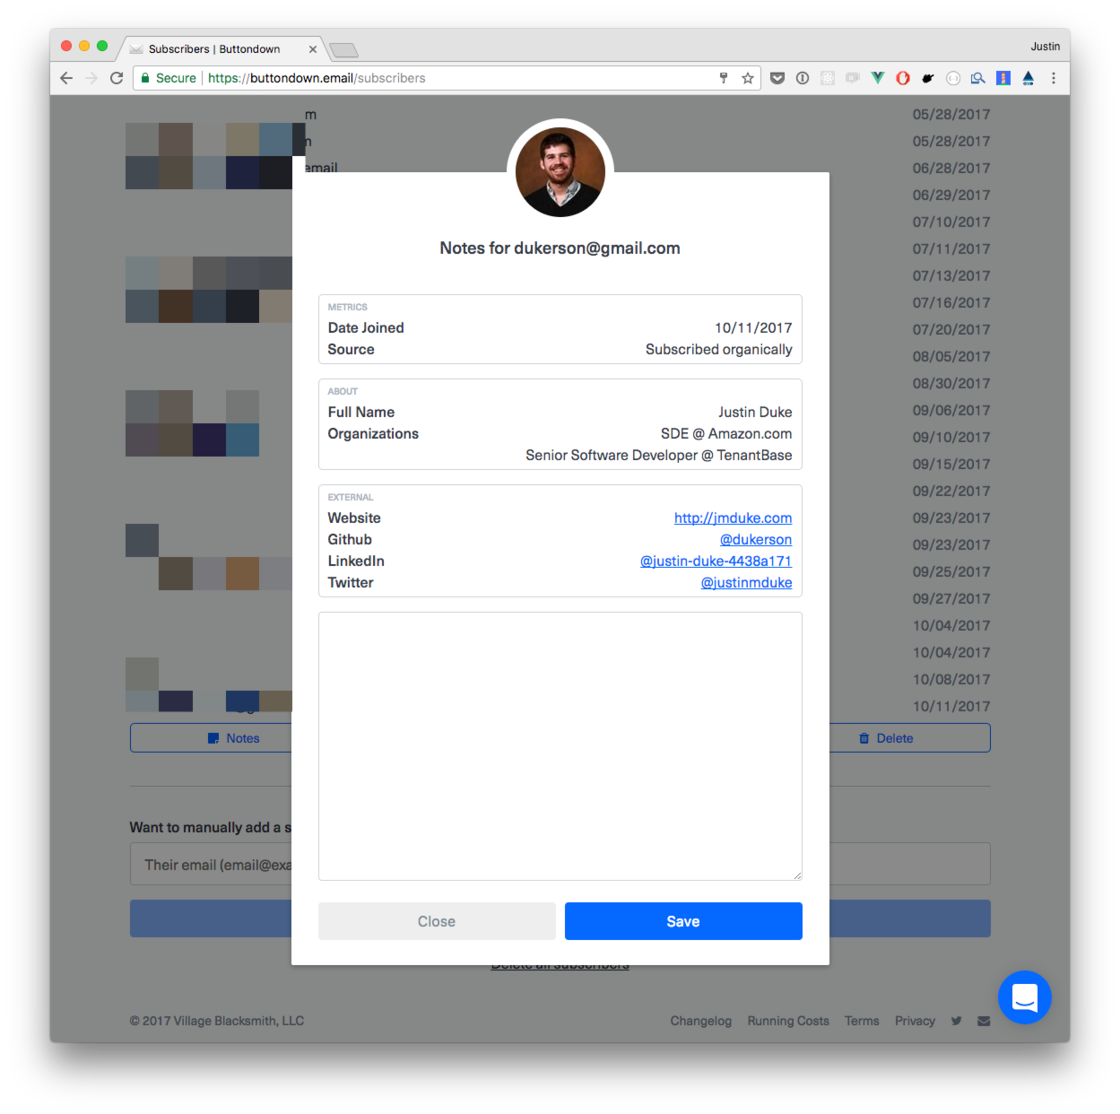 Subscribers | Buttondown
Justin
Secure https://buttondown.email/subscribers
m 05/28/2017
05/28/2017
email 06/28/2017
06/29/2017
07/10/2017
Notes for dukerson@gmail.com
07/11/2017
07/13/2017
07/16/2017
07/20/2017
08/05/2017
08/30/2017
09/06/2017
09/10/2017
09/15/2017
09/22/2017
09/23/2017
09/23/2017
09/25/2017
09/27/2017
10/04/2017
10/04/2017
10/08/2017
10/11/2017
METRICS
Date Joined 10/11/2017
Source Subscribed organically
ABOUT
Full Name Justin Duke
Organizations SDE @ Amazon.com
Senior Software Developer @ TenantBase
EXTERNAL
Website http://jmduke.com
Github @dukerson
LinkedIn @justin-duke-4438a171
Twitter @justinmduke
Notes Delete
Want to manually add a s
Their email (email@exa
Close Save
Delete all subscribers
© 2017 Village Blacksmith, LLC Changelog Running Costs Terms Privacy